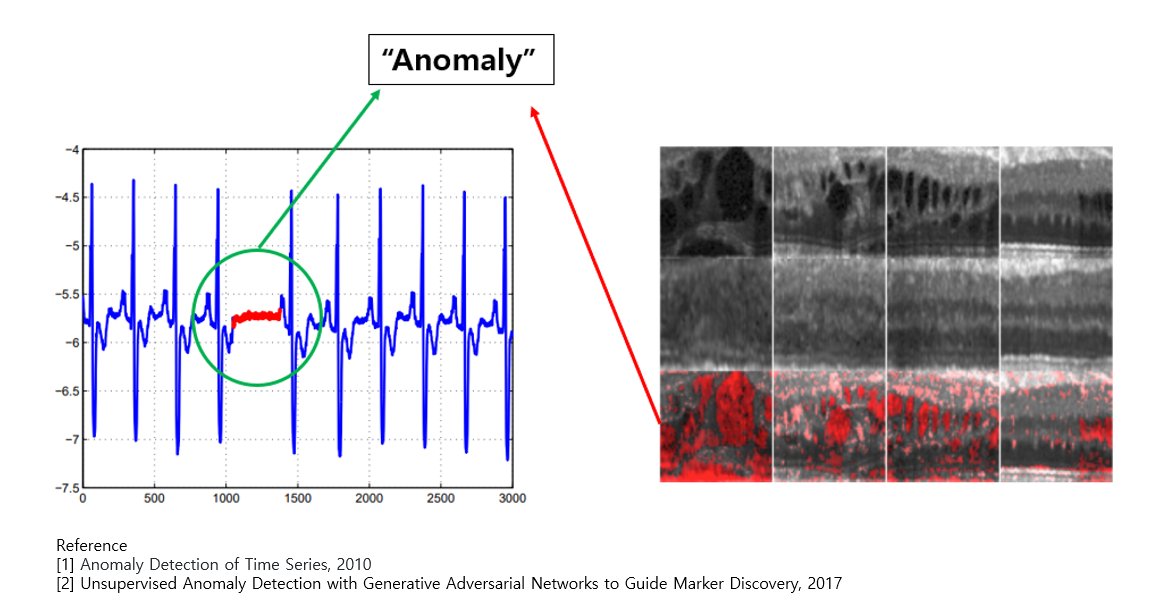 “Anomaly”
−4
−4.5
−5
−5.5
−6
−6.5
−7
−7.5
0 500 1000 1500 2000 2500 3000
Reference
[1] Anomaly Detection of Time Series, 2010
[2] Unsupervised Anomaly Detection with Generative Adversarial Networks to Guide Marker Discovery, 2017